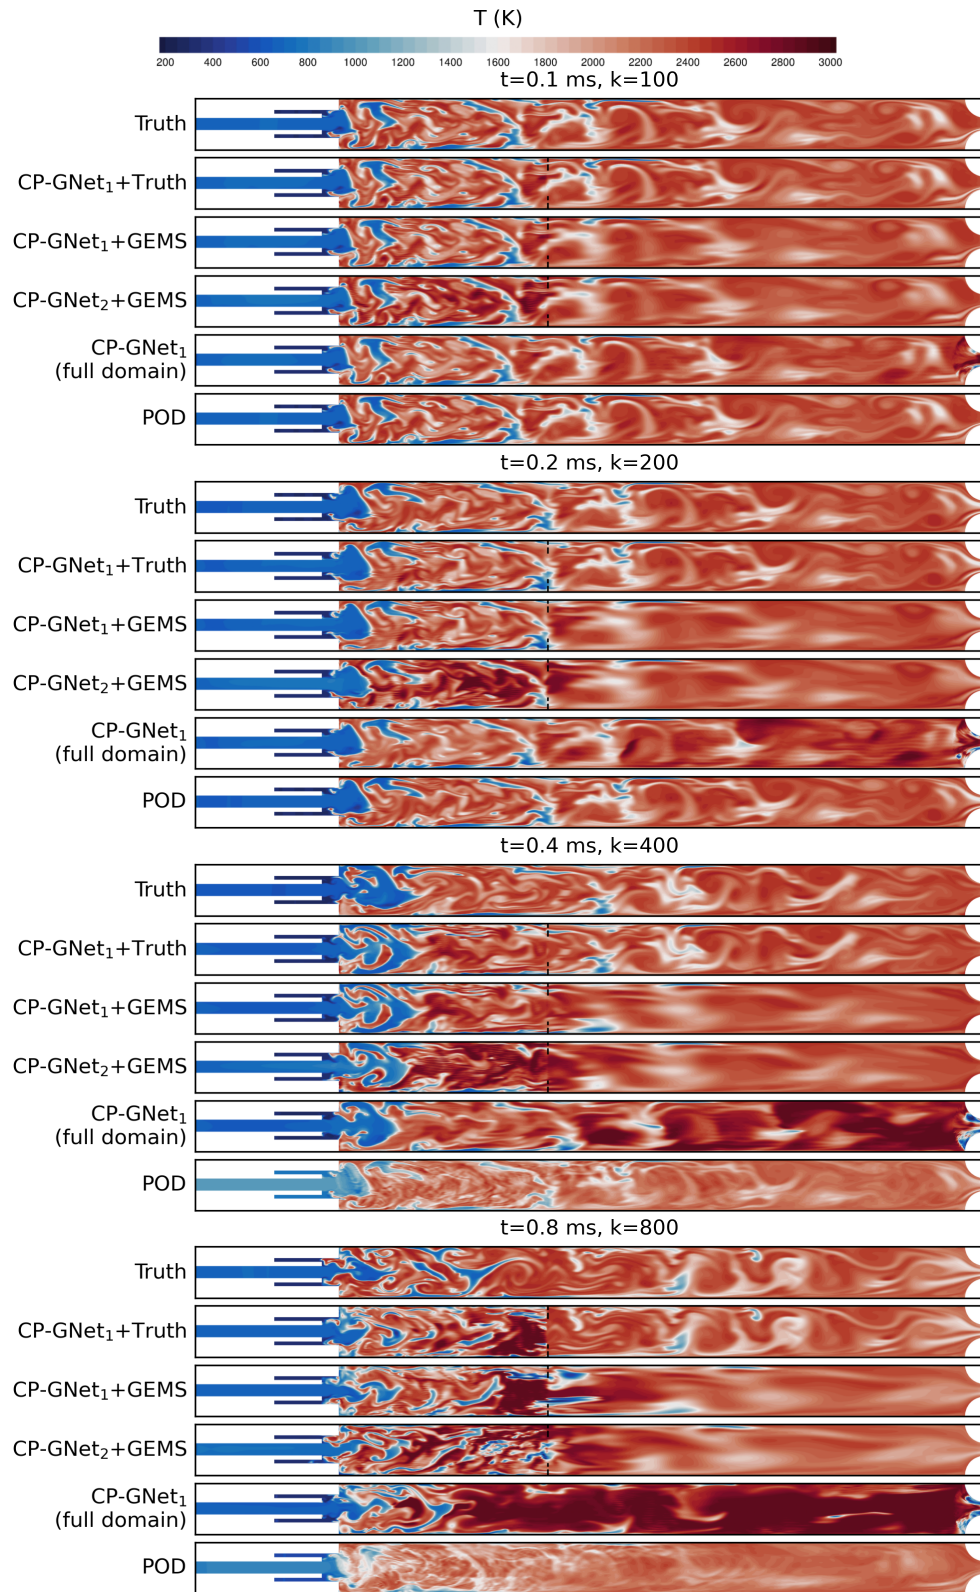 T (K)
200 400 600 800 1000 1200 1400 1600 1800 2000 2200 2400 2600 2800 3000
t=0.1 ms, k=100
Truth
CP-GNet₁+Truth
CP-GNet₁+GEMS
CP-GNet₂+GEMS
CP-GNet₁
(full domain)
POD
t=0.2 ms, k=200
Truth
CP-GNet₁+Truth
CP-GNet₁+GEMS
CP-GNet₂+GEMS
CP-GNet₁
(full domain)
POD
t=0.4 ms, k=400
Truth
CP-GNet₁+Truth
CP-GNet₁+GEMS
CP-GNet₂+GEMS
CP-GNet₁
(full domain)
POD
t=0.8 ms, k=800
Truth
CP-GNet₁+Truth
CP-GNet₁+GEMS
CP-GNet₂+GEMS
CP-GNet₁
(full domain)
POD